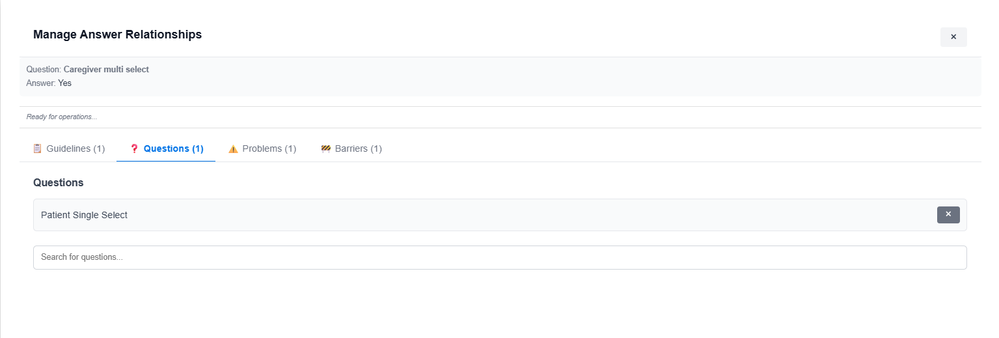 Manage Answer Relationships
×
Question: Caregiver multi select
Answer: Yes
Ready for operations...
Guidelines (1) Questions (1) Problems (1) Barriers (1)
Questions
Patient Single Select
×
Search for questions...